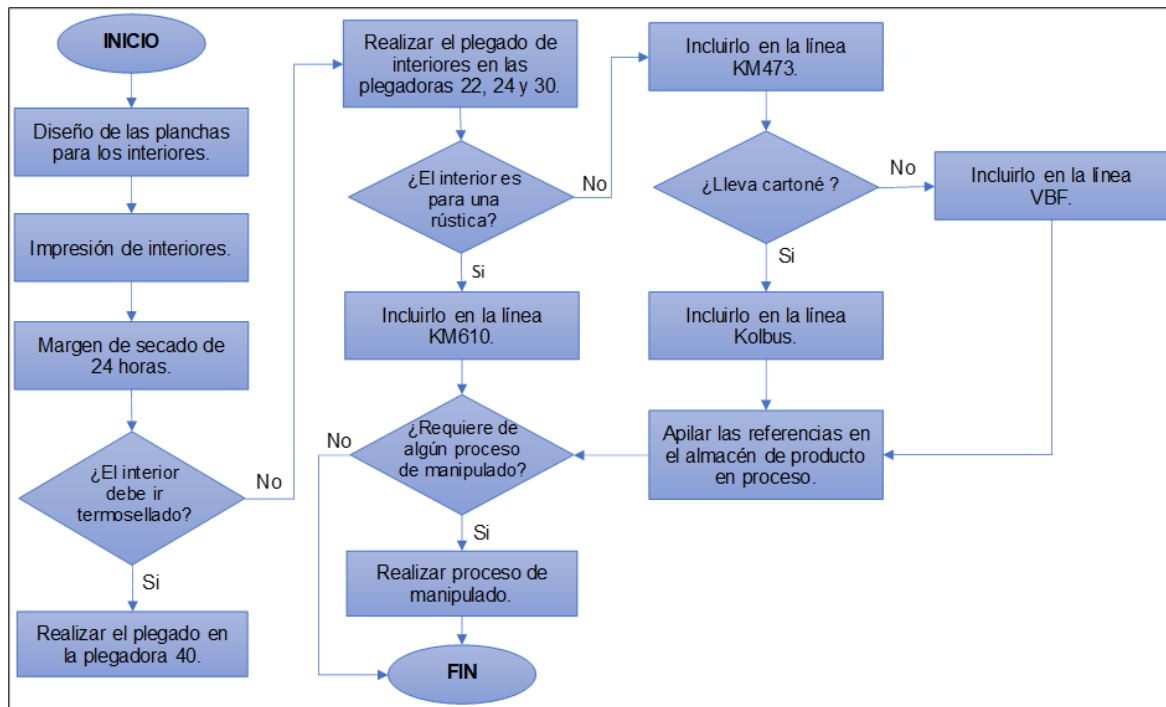 INICIO
Diseño de las planchas
para los interiores.
Impresión de interiores.
Margen de secado de
24 horas.
¿El interior
debe ir
termosellado?
No
Si
Realizar el plegado en
la plegadora 40.
Realizar el plegado de
interiores en las
plegadoras 22, 24 y 30.
¿El interior es
para una
rústica?
No
Si
Incluirlo en la línea
KM610.
¿Requiere de
algún proceso
de manipulado?
No
Si
Realizar proceso de
manipulado.
FIN
Incluirlo en la línea
KM473.
¿Lleva cartoné ?
No
Si
Incluirlo en la línea
Kolbus.
Apilar las referencias en
el almacén de producto
en proceso.
Incluirlo en la línea
VBF.